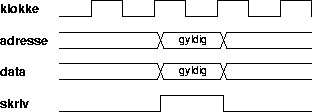 klokke
adresse
gyldig
data
gyldig
skriv